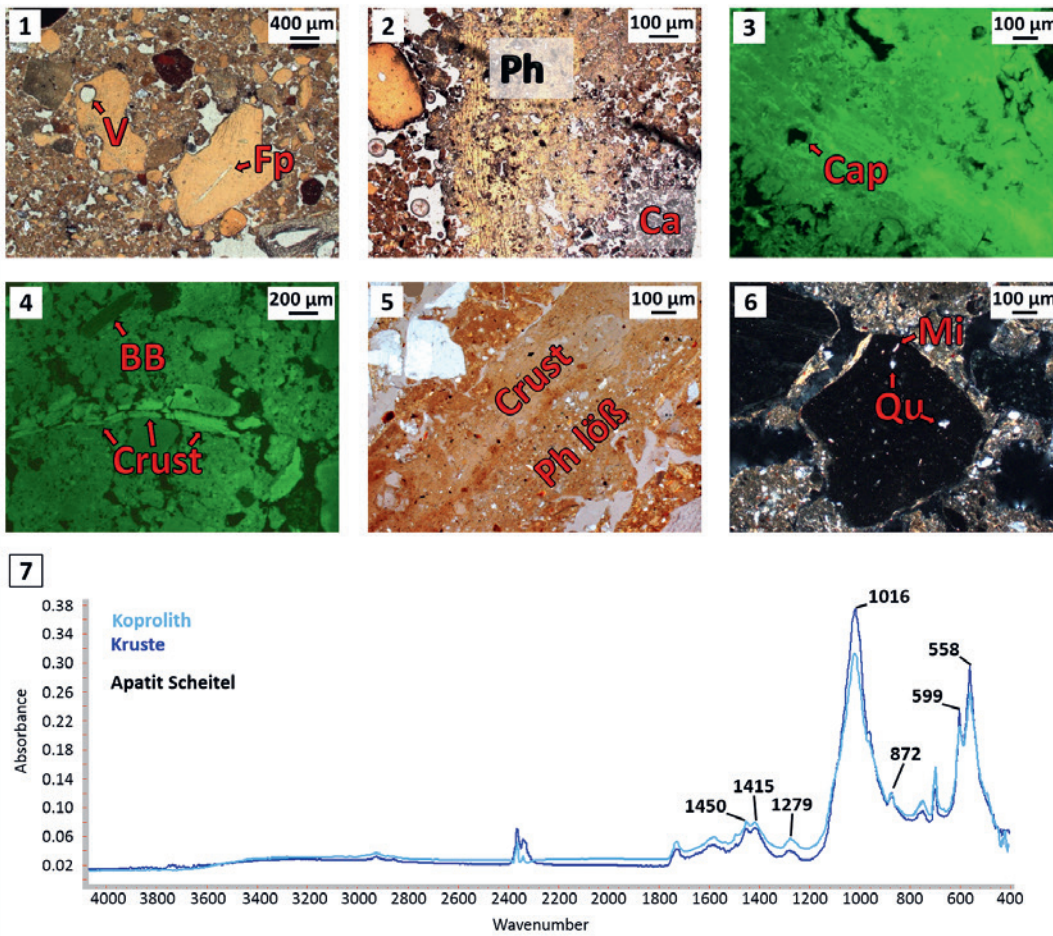 1
400 µm
V
Fp
2
100 µm
Ph
Ca
3
100 µm
Cap
4
200 µm
BB
Crust
5
100 µm
Crust
Ph löß
6
100 µm
Mi
Qu
7
Koprolith
Kruste
Apatit Scheitel
1016
558
599
872
1450
1415
1279
Absorbance
0.38
0.34
0.30
0.26
0.22
0.18
0.14
0.10
0.06
0.02
4000 3800 3600 3400 3200 3000 2800 2600 2400 2200 2000 1800 1600 1400 1200 1000 800 600 400
Wavenumber